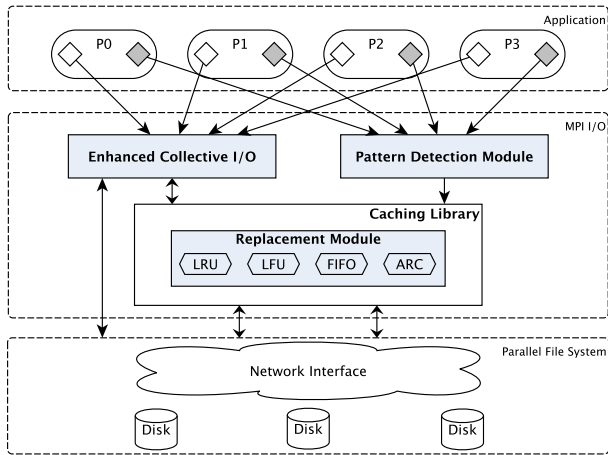 Application
P0 P1 P2 P3
MPI I/O
Enhanced Collective I/O
Pattern Detection Module
Caching Library
Replacement Module
LRU LFU FIFO ARC
Parallel File System
Network Interface
Disk Disk Disk